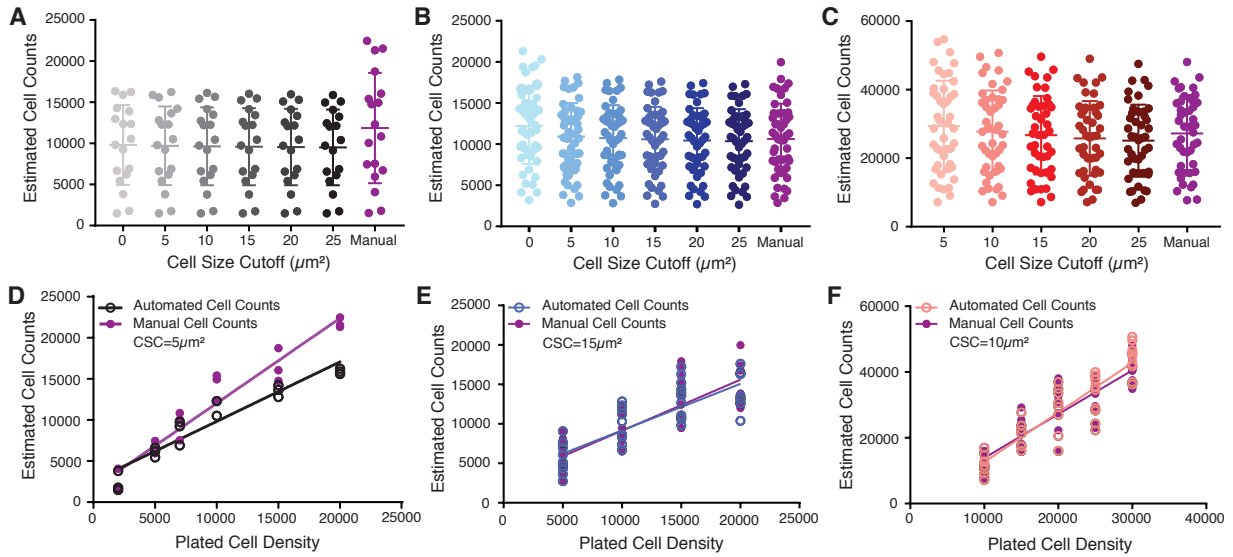 A
Estimated Cell Counts
25000
20000
15000
10000
5000
0
0 5 10 15 20 25 Manual
Cell Size Cutoff (µm²)
B
Estimated Cell Counts
25000
20000
15000
10000
5000
0
0 5 10 15 20 25 Manual
Cell Size Cutoff (µm²)
C
Estimated Cell Counts
60000
40000
20000
0
5 10 15 20 25 Manual
Cell Size Cutoff (µm²)
D
Estimated Cell Counts
25000
20000
15000
10000
5000
0
Automated Cell Counts
Manual Cell Counts
CSC=5µm²
0 5000 10000 15000 20000 25000
Plated Cell Density
E
Estimated Cell Counts
25000
20000
15000
10000
5000
0
Automated Cell Counts
Manual Cell Counts
CSC=15µm²
0 5000 10000 15000 20000 25000
Plated Cell Density
F
Estimated Cell Counts
60000
40000
20000
0
Automated Cell Counts
Manual Cell Counts
CSC=10µm²
0 10000 20000 30000 40000
Plated Cell Density